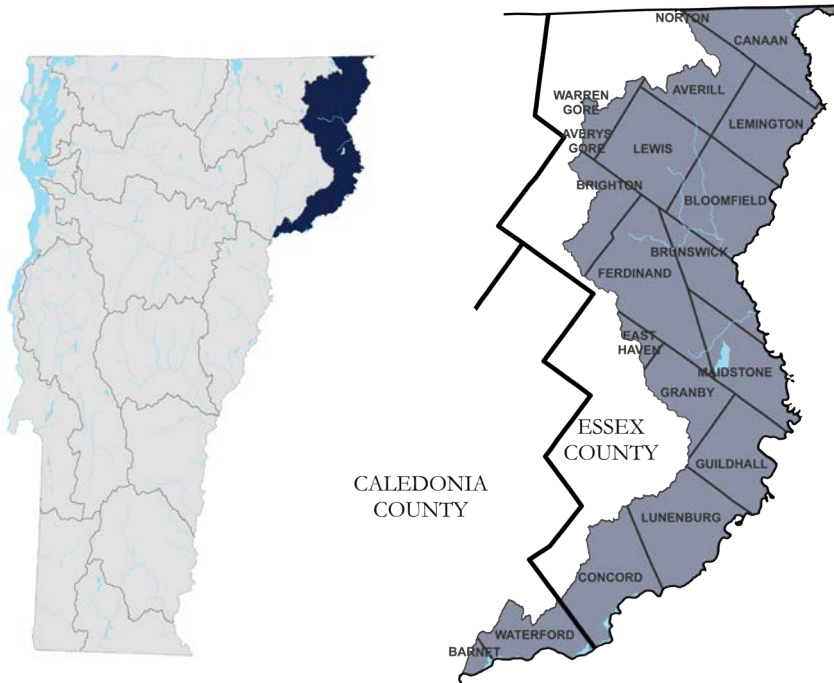 NORTON
CANAAN
AVERILL
WARREN
GORE
LEMINGTON
AVERYS
GORE
LEWIS
BRIGHTON
BLOOMFIELD
BRUNSWICK
FERDINAND
EAST
HAVEN
MAIDSTONE
GRANBY
ESSEX
COUNTY
GUILDHALL
CALEDONIA
COUNTY
LUNENBURG
CONCORD
WATERFORD
BARNET